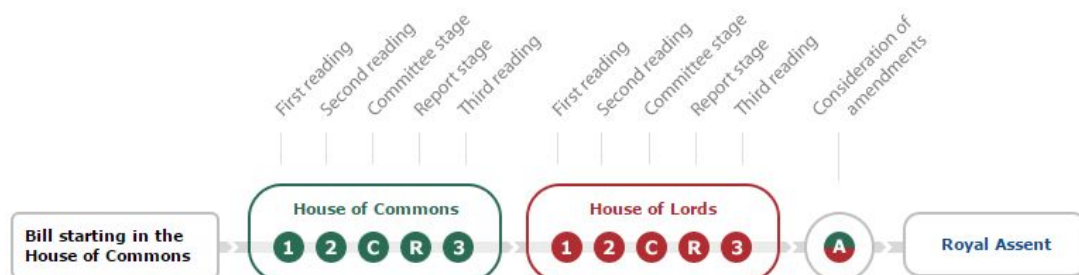 First reading
Second reading
Committee stage
Report stage
Third reading
First reading
Second reading
Committee stage
Report stage
Third reading
Consideration of
amendments
Bill starting in the
House of Commons
House of Commons
1 2 C R 3
House of Lords
1 2 C R 3
A
Royal Assent